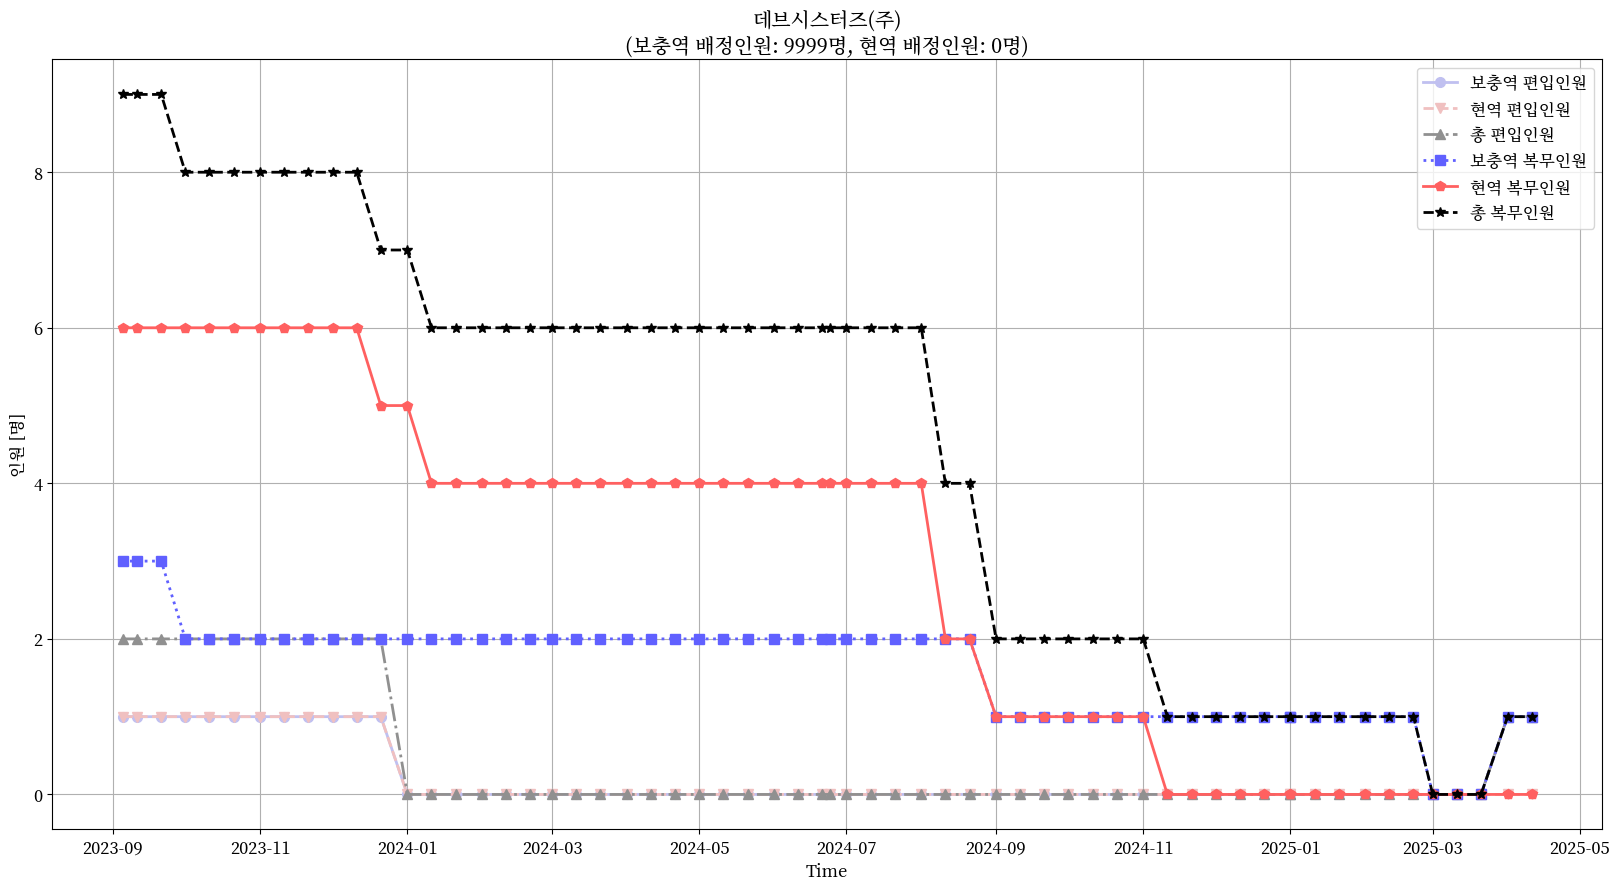 데브시스터즈(주)
(보충역 배정인원: 9999명, 현역 배정인원: 0명)
보충역 편입인원
현역 편입인원
총 편입인원
보충역 복무인원
현역 복무인원
총 복무인원
인원 [명]
8
6
4
2
0
2023-09
2023-11
2024-01
2024-03
2024-05
2024-07
2024-09
2024-11
2025-01
2025-03
2025-05
Time